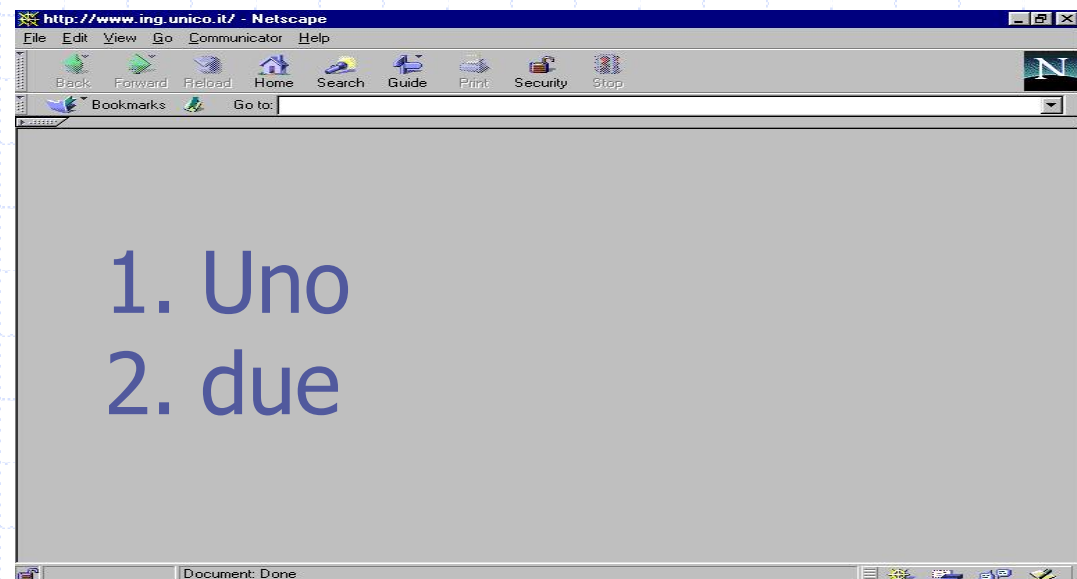 http://www.ing.unico.it/ - Netscape
File Edit View Go Communicator Help
Back Forward Reload Home Search Guide Print Security Stop
N
Bookmarks Go to:
1. Uno
2. due
Document: Done